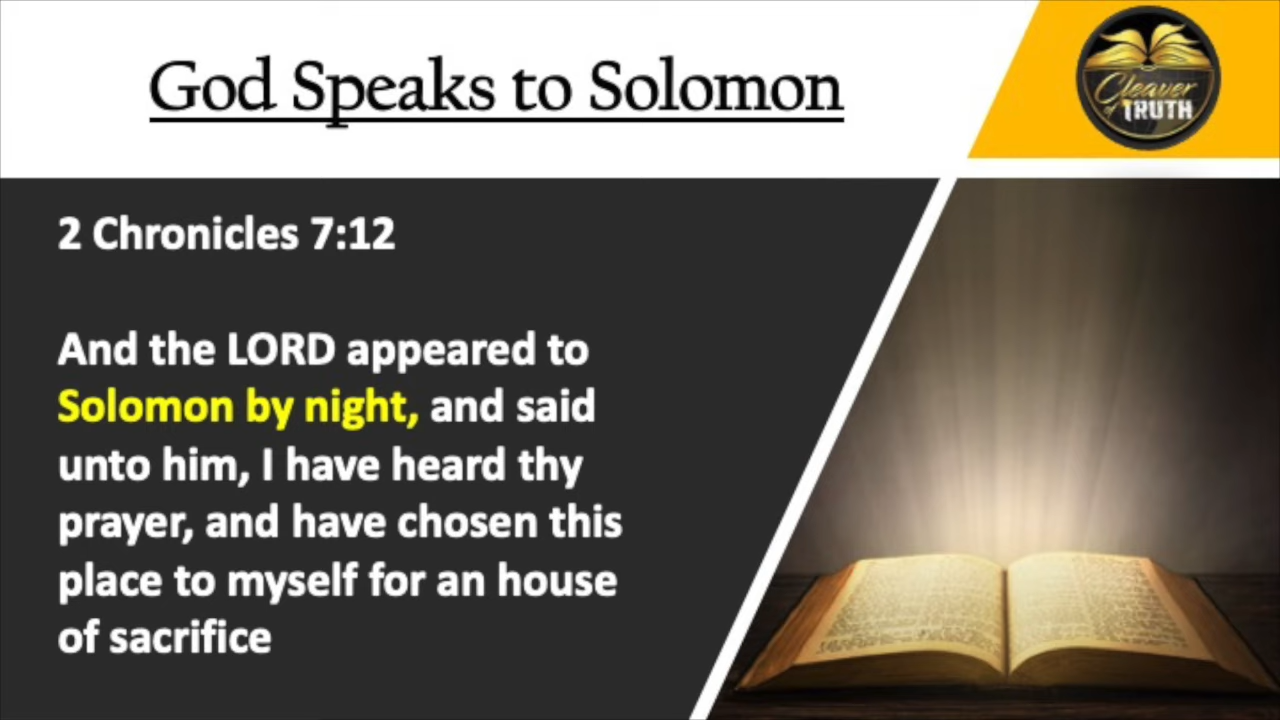 God Speaks to Solomon
Cleaver
of TRUTH
2 Chronicles 7:12
And the LORD appeared to
Solomon by night, and said
unto him, I have heard thy
prayer, and have chosen this
place to myself for an house
of sacrifice